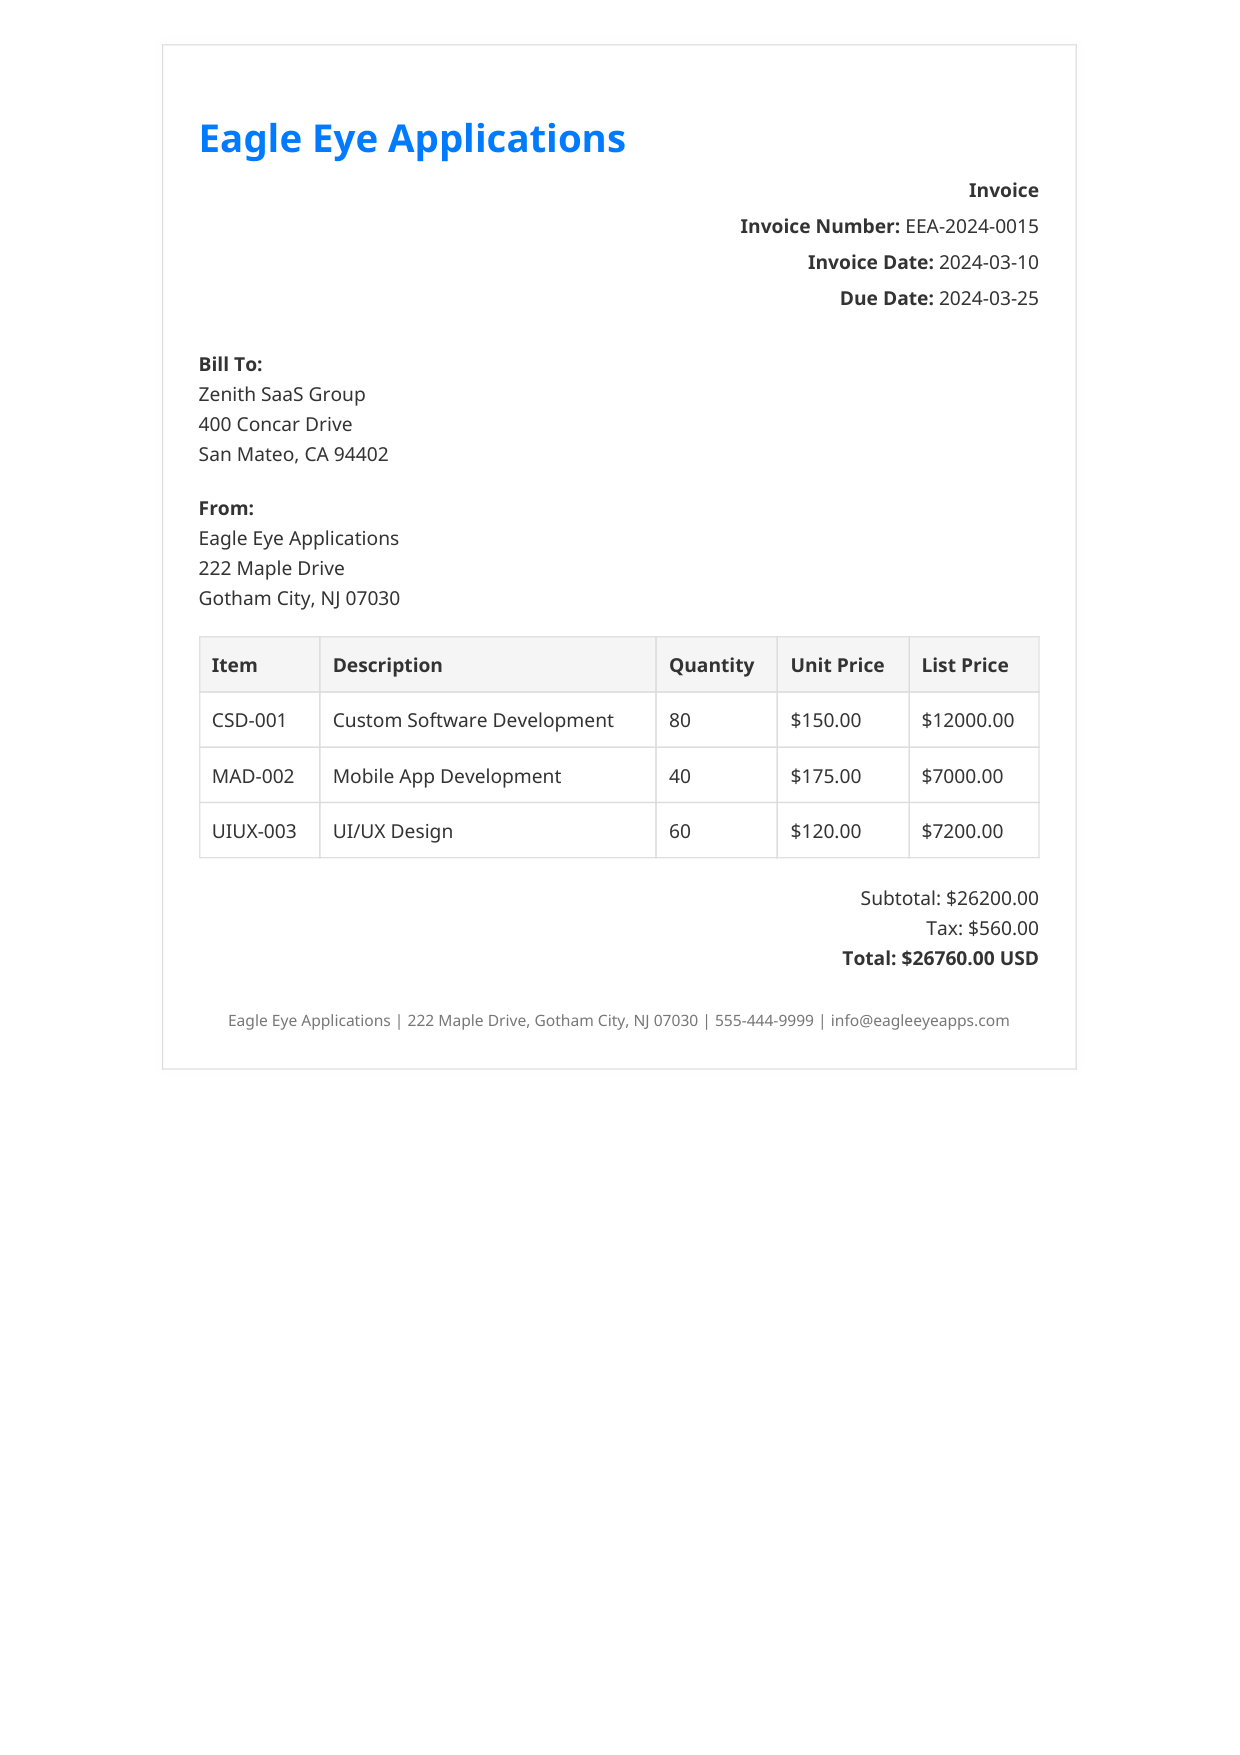 Eagle Eye Applications
Invoice
Invoice Number: EEA-2024-0015
Invoice Date: 2024-03-10
Due Date: 2024-03-25
Bill To:
Zenith SaaS Group
400 Concar Drive
San Mateo, CA 94402
From:
Eagle Eye Applications
222 Maple Drive
Gotham City, NJ 07030
Item Description Quantity Unit Price List Price
CSD-001 Custom Software Development 80 $150.00 $12000.00
MAD-002 Mobile App Development 40 $175.00 $7000.00
UIUX-003 UI/UX Design 60 $120.00 $7200.00
Subtotal: $26200.00
Tax: $560.00
Total: $26760.00 USD
Eagle Eye Applications | 222 Maple Drive, Gotham City, NJ 07030 | 555-444-9999 | info@eagleeyeapps.com